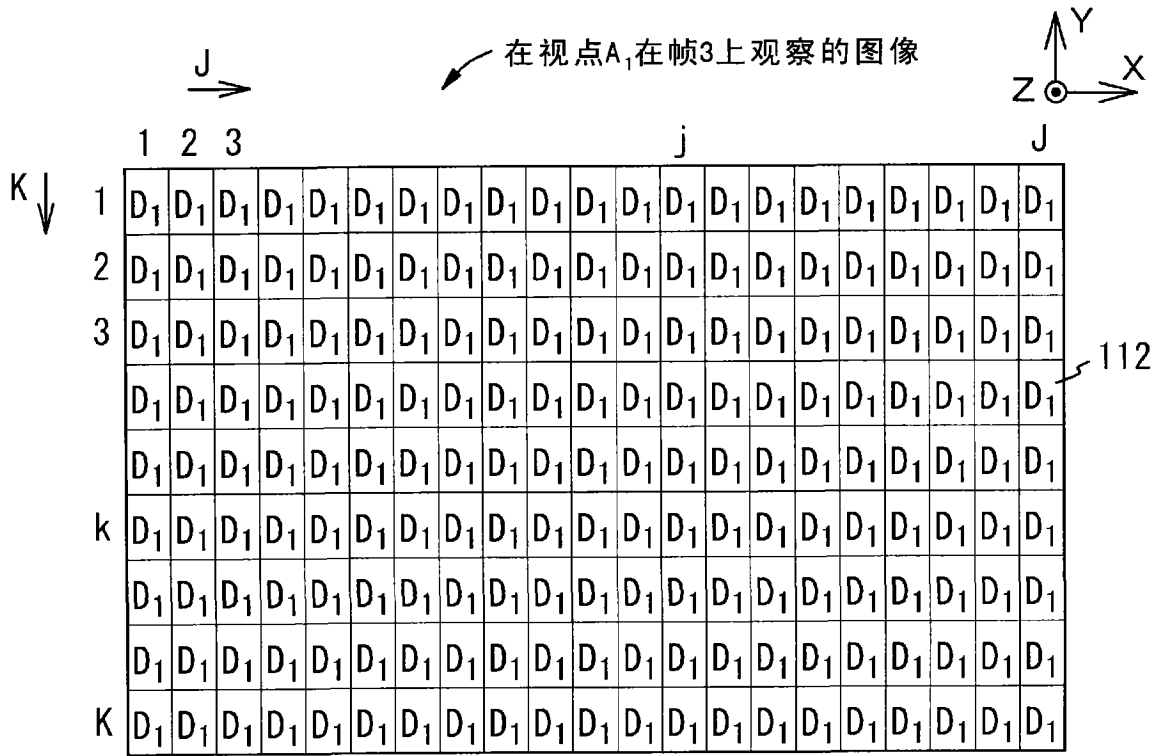 在视点A₁在帧3上观察的图像
J
Y
X
Z
1 2 3 j J
K
1 D₁ D₁ D₁ D₁ D₁ D₁ D₁ D₁ D₁ D₁ D₁ D₁ D₁ D₁ D₁ D₁ D₁ D₁ D₁ D₁ D₁
2 D₁ D₁ D₁ D₁ D₁ D₁ D₁ D₁ D₁ D₁ D₁ D₁ D₁ D₁ D₁ D₁ D₁ D₁ D₁ D₁ D₁
3 D₁ D₁ D₁ D₁ D₁ D₁ D₁ D₁ D₁ D₁ D₁ D₁ D₁ D₁ D₁ D₁ D₁ D₁ D₁ D₁ D₁
D₁ D₁ D₁ D₁ D₁ D₁ D₁ D₁ D₁ D₁ D₁ D₁ D₁ D₁ D₁ D₁ D₁ D₁ D₁ D₁ D₁ 112
D₁ D₁ D₁ D₁ D₁ D₁ D₁ D₁ D₁ D₁ D₁ D₁ D₁ D₁ D₁ D₁ D₁ D₁ D₁ D₁ D₁
k D₁ D₁ D₁ D₁ D₁ D₁ D₁ D₁ D₁ D₁ D₁ D₁ D₁ D₁ D₁ D₁ D₁ D₁ D₁ D₁ D₁
D₁ D₁ D₁ D₁ D₁ D₁ D₁ D₁ D₁ D₁ D₁ D₁ D₁ D₁ D₁ D₁ D₁ D₁ D₁ D₁ D₁
D₁ D₁ D₁ D₁ D₁ D₁ D₁ D₁ D₁ D₁ D₁ D₁ D₁ D₁ D₁ D₁ D₁ D₁ D₁ D₁ D₁
K D₁ D₁ D₁ D₁ D₁ D₁ D₁ D₁ D₁ D₁ D₁ D₁ D₁ D₁ D₁ D₁ D₁ D₁ D₁ D₁ D₁